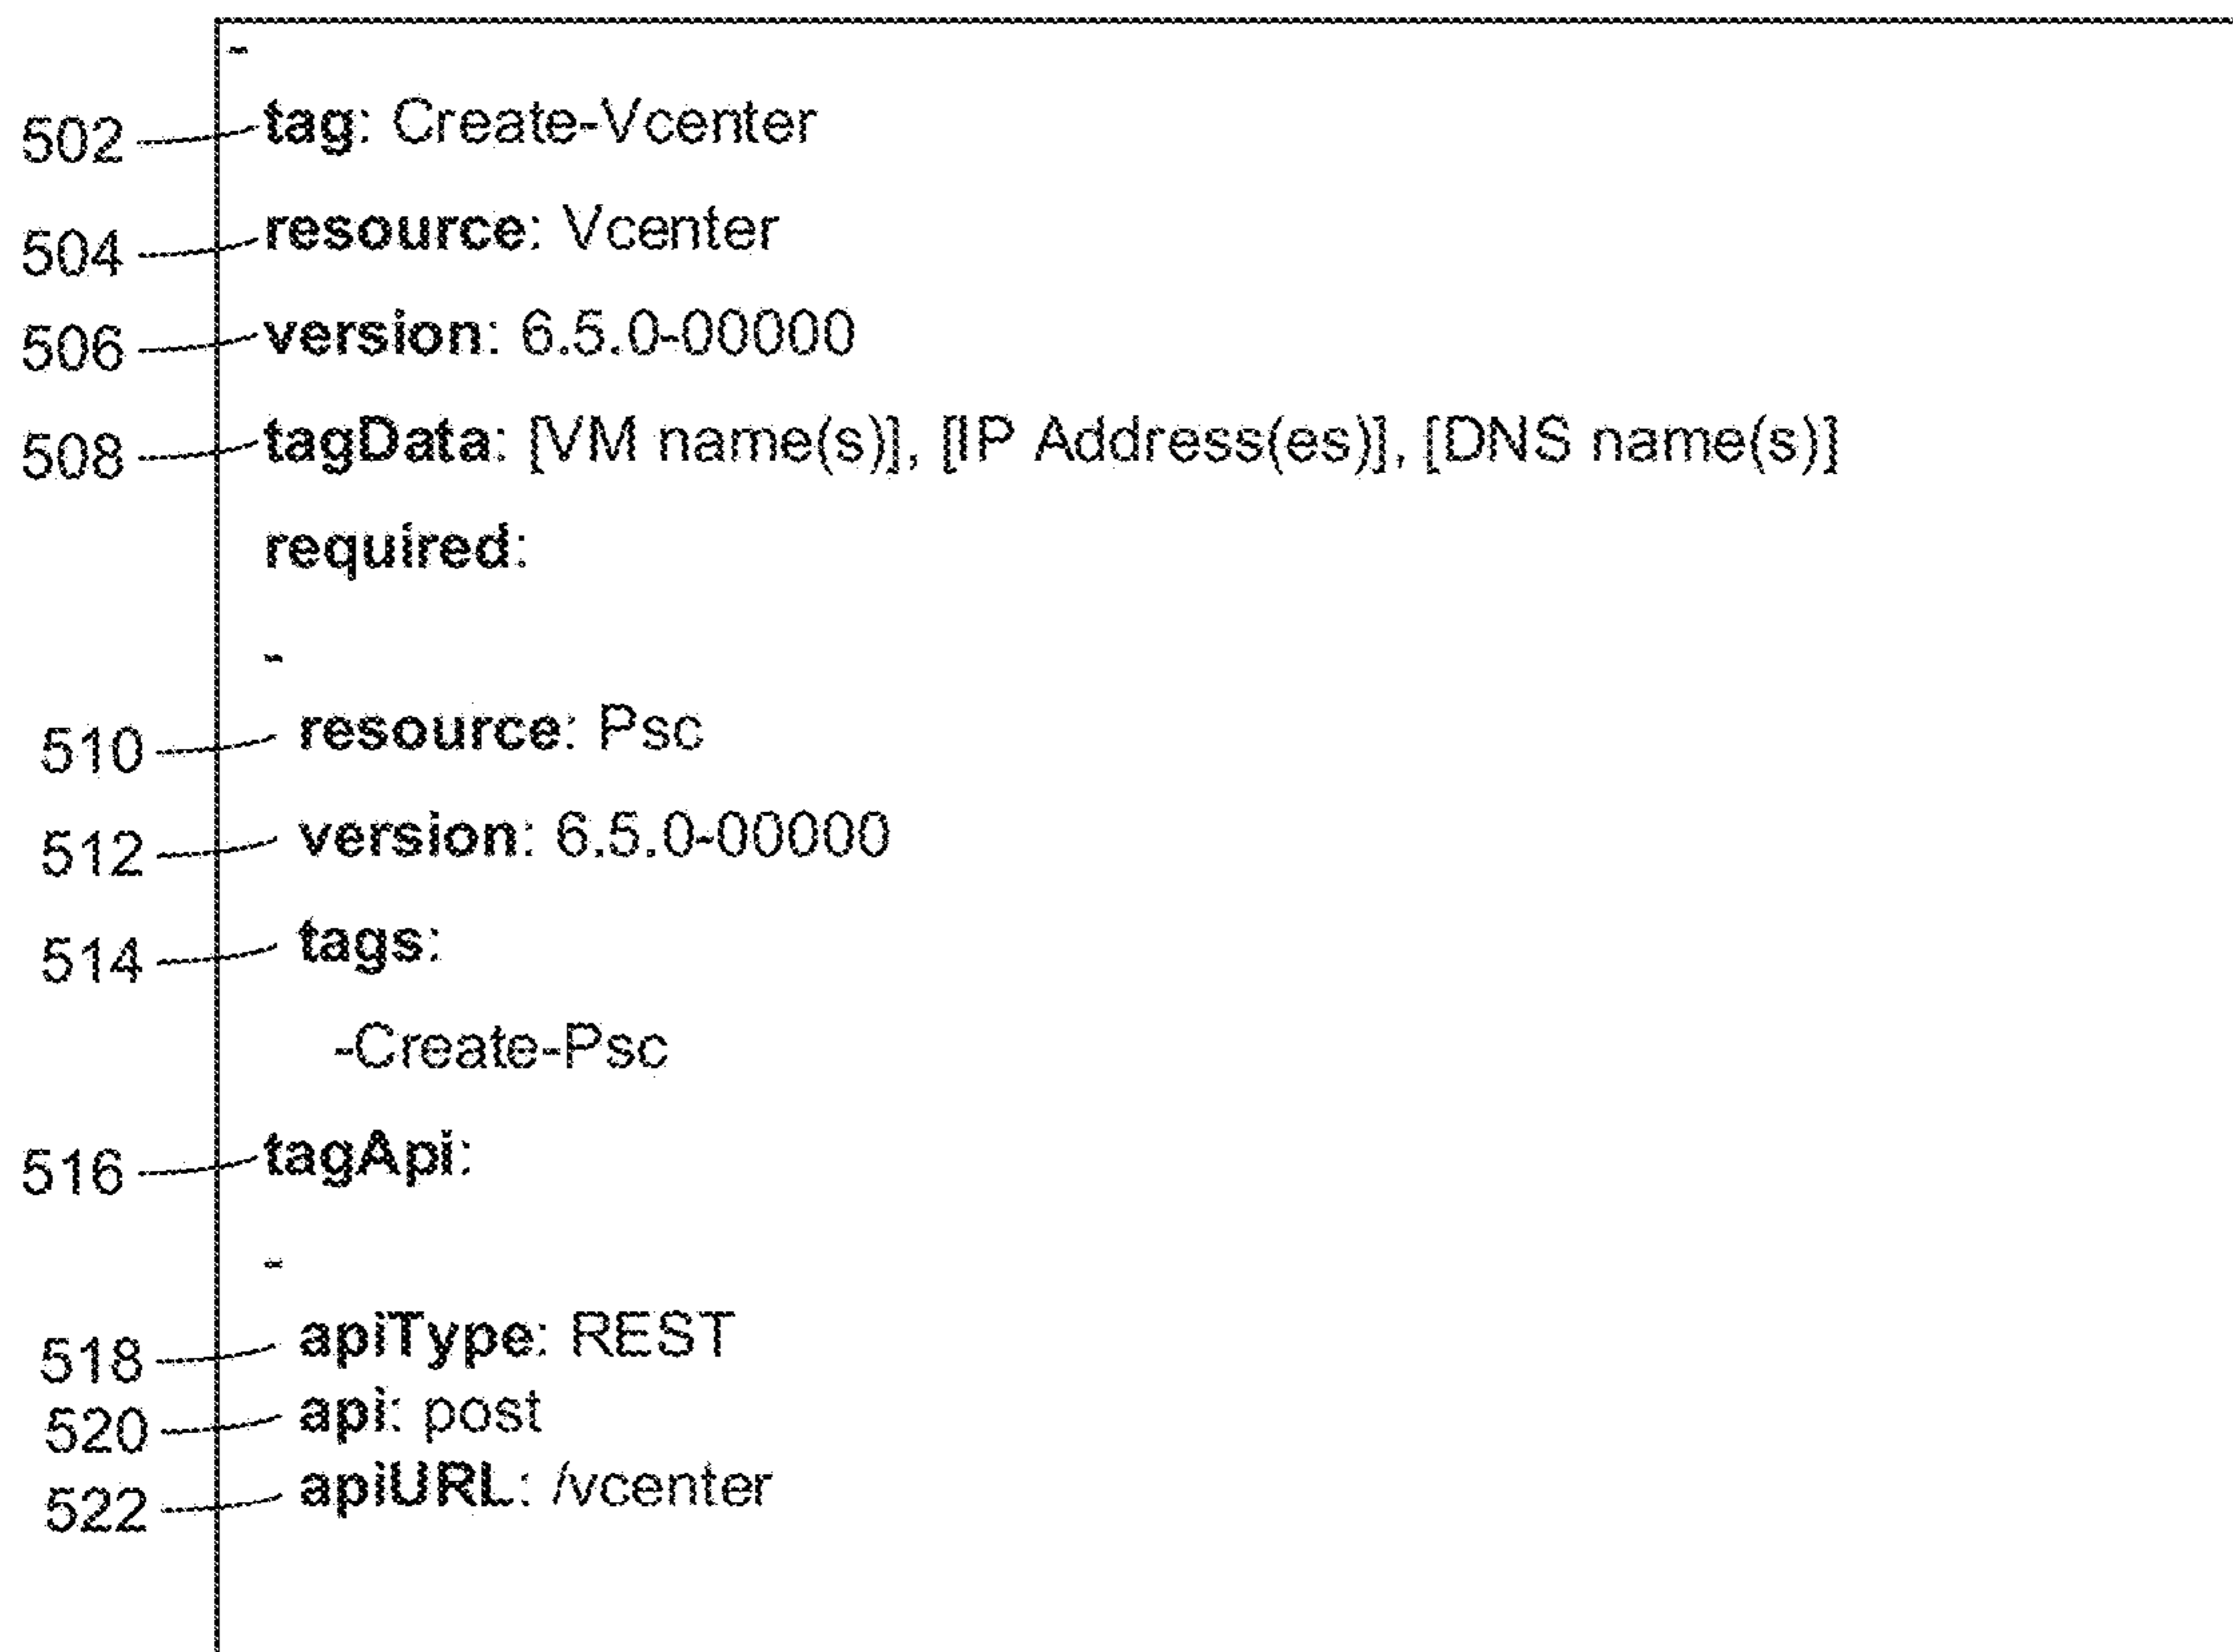 -
502 tag: Create-Vcenter
504 resource: Vcenter
506 version: 6.5.0-00000
508 tagData: [VM name(s)], [IP Address(es)], [DNS name(s)]
required:
-
510 resource: Psc
512 version: 6.5.0-00000
514 tags:
-Create-Psc
516 tagApi:
-
518 apiType: REST
520 api: post
522 apiURL: /vcenter